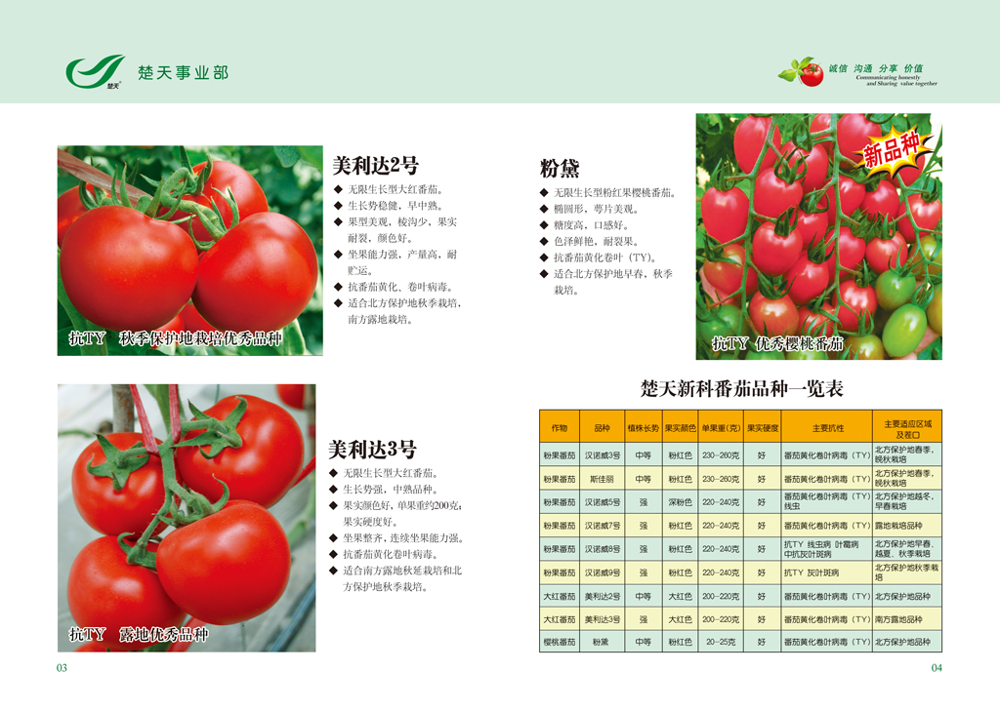 楚天
楚天事业部
诚信 沟通 分享 价值
Communicating honestly
and Sharing value together
抗TY 秋季保护地栽培优秀品种
美利达2号
◆ 无限生长型大红番茄。
◆ 生长势稳健，早中熟。
◆ 果型美观，棱沟少，果实
耐裂，颜色好。
◆ 坐果能力强，产量高，耐
贮运。
◆ 抗番茄黄化、卷叶病毒。
◆ 适合北方保护地秋季栽培，
南方露地栽培。
抗TY 露地优秀品种
美利达3号
◆ 无限生长型大红番茄。
◆ 生长势强，中熟品种。
◆ 果实颜色好，单果重约200克；
果实硬度好。
◆ 坐果整齐，连续坐果能力强。
◆ 抗番茄黄化卷叶病毒。
◆ 适合南方露地秋延栽培和北
方保护地秋季栽培。
03
粉黛
◆ 无限生长型粉红果樱桃番茄。
◆ 椭圆形，萼片美观。
◆ 糖度高，口感好。
◆ 色泽鲜艳，耐裂果。
◆ 抗番茄黄化卷叶（TY）。
◆ 适合北方保护地早春，秋季
栽培。
新品种
抗TY 优秀樱桃番茄
楚天新科番茄品种一览表
作物 品种 植株长势 果实颜色 单果重(克) 果实硬度 主要抗性 主要适应区域
及茬口
粉果番茄 汉诺威3号 中等 粉红色 230-260克 好 番茄黄化卷叶病毒（TY） 北方保护地春季、
晚秋栽培
粉果番茄 斯佳丽 中等 粉红色 230-260克 好 番茄黄化卷叶病毒（TY） 北方保护地春季、
晚秋栽培
粉果番茄 汉诺威5号 强 深粉色 220-240克 好 番茄黄化卷叶病毒（TY） 北方保护地越冬、
线虫 早春栽培
粉果番茄 汉诺威7号 强 粉红色 220-240克 好 番茄黄化卷叶病毒（TY） 露地栽培品种
粉果番茄 汉诺威8号 强 粉红色 220-240克 好 抗TY 线虫病 叶霉病 北方保护地早春、
中抗灰叶斑病 越夏、秋季栽培
粉果番茄 汉诺威9号 强 粉红色 220-240克 好 抗TY 灰叶斑病 北方保护地秋季栽
培
大红番茄 美利达2号 中等 大红色 200-220克 好 番茄黄化卷叶病毒（TY） 北方保护地品种
大红番茄 美利达3号 强 大红色 200-220克 好 番茄黄化卷叶病毒（TY） 南方露地品种
樱桃番茄 粉黛 中等 粉红色 20-25克 好 番茄黄化卷叶病毒（TY） 北方保护地品种
04